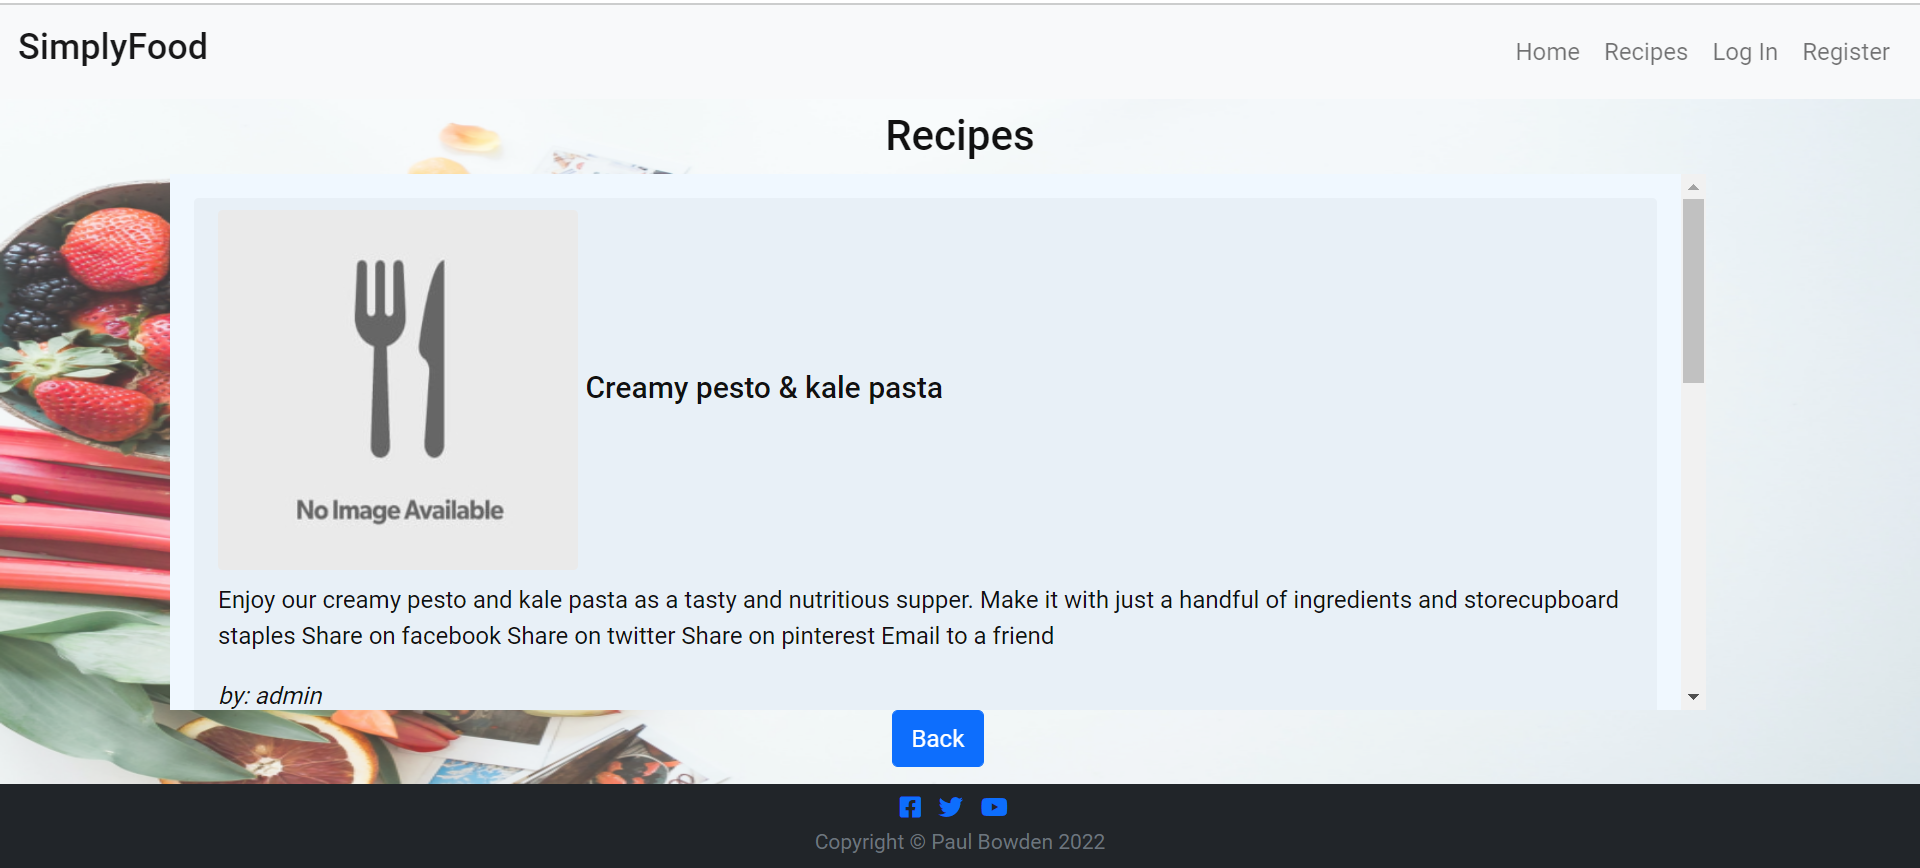 SimplyFood
Home Recipes Log In Register
Recipes
No Image Available
Creamy pesto & kale pasta
Enjoy our creamy pesto and kale pasta as a tasty and nutritious supper. Make it with just a handful of ingredients and storecupboard
staples Share on facebook Share on twitter Share on pinterest Email to a friend
by: admin
Back
Copyright © Paul Bowden 2022